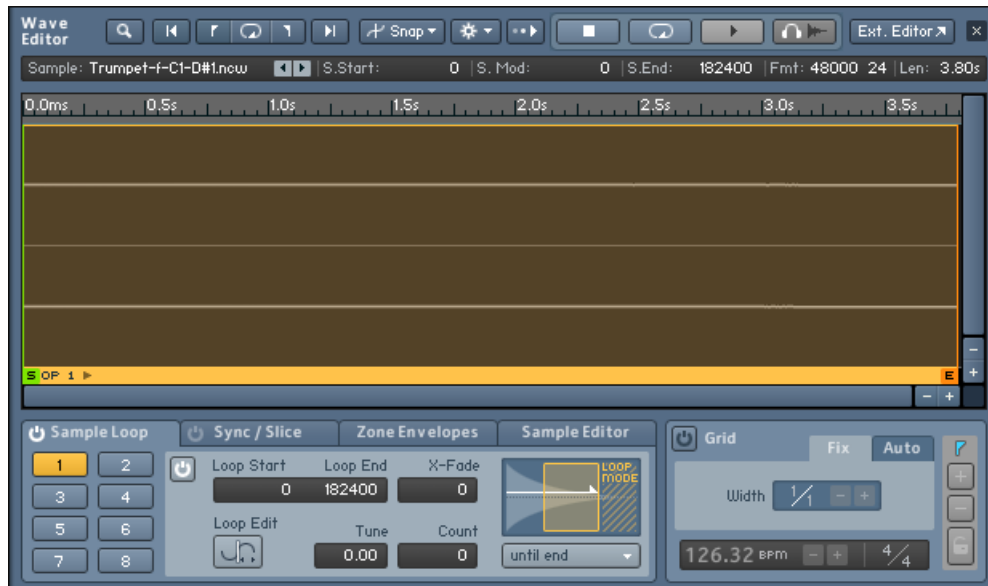 Wave Editor Snap Ext. Editor ×
Sample: Trumpet-f-C1-D#1.ncw S.Start: 0 S. Mod: 0 S.End: 182400 Fmt: 48000 24 Len: 3.80s
0.0ms 0.5s 1.0s 1.5s 2.0s 2.5s 3.0s 3.5s
S OP 1 E
- +
- +
Sample Loop Sync / Slice Zone Envelopes Sample Editor
1 2
3 4
5 6
7 8
Loop Start Loop End X-Fade
0 182400 0
Loop Edit Tune Count
0.00 0
LOOP MODE
until end
Grid Fix Auto
Width 1/1 - +
126.32 BPM - + 4/4
+
-